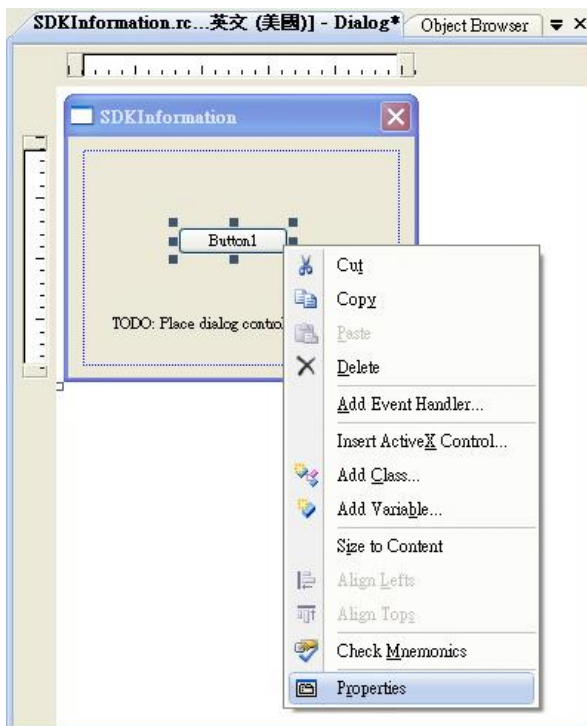 SDKInformation.rc...英文 (美國)] - Dialog* Object Browser
SDKInformation
Button1
TODO: Place dialog contro
Cut
Copy
Paste
Delete
Add Event Handler...
Insert ActiveX Control...
Add Class...
Add Variable...
Size to Content
Align Lefts
Align Tops
Check Mnemonics
Properties